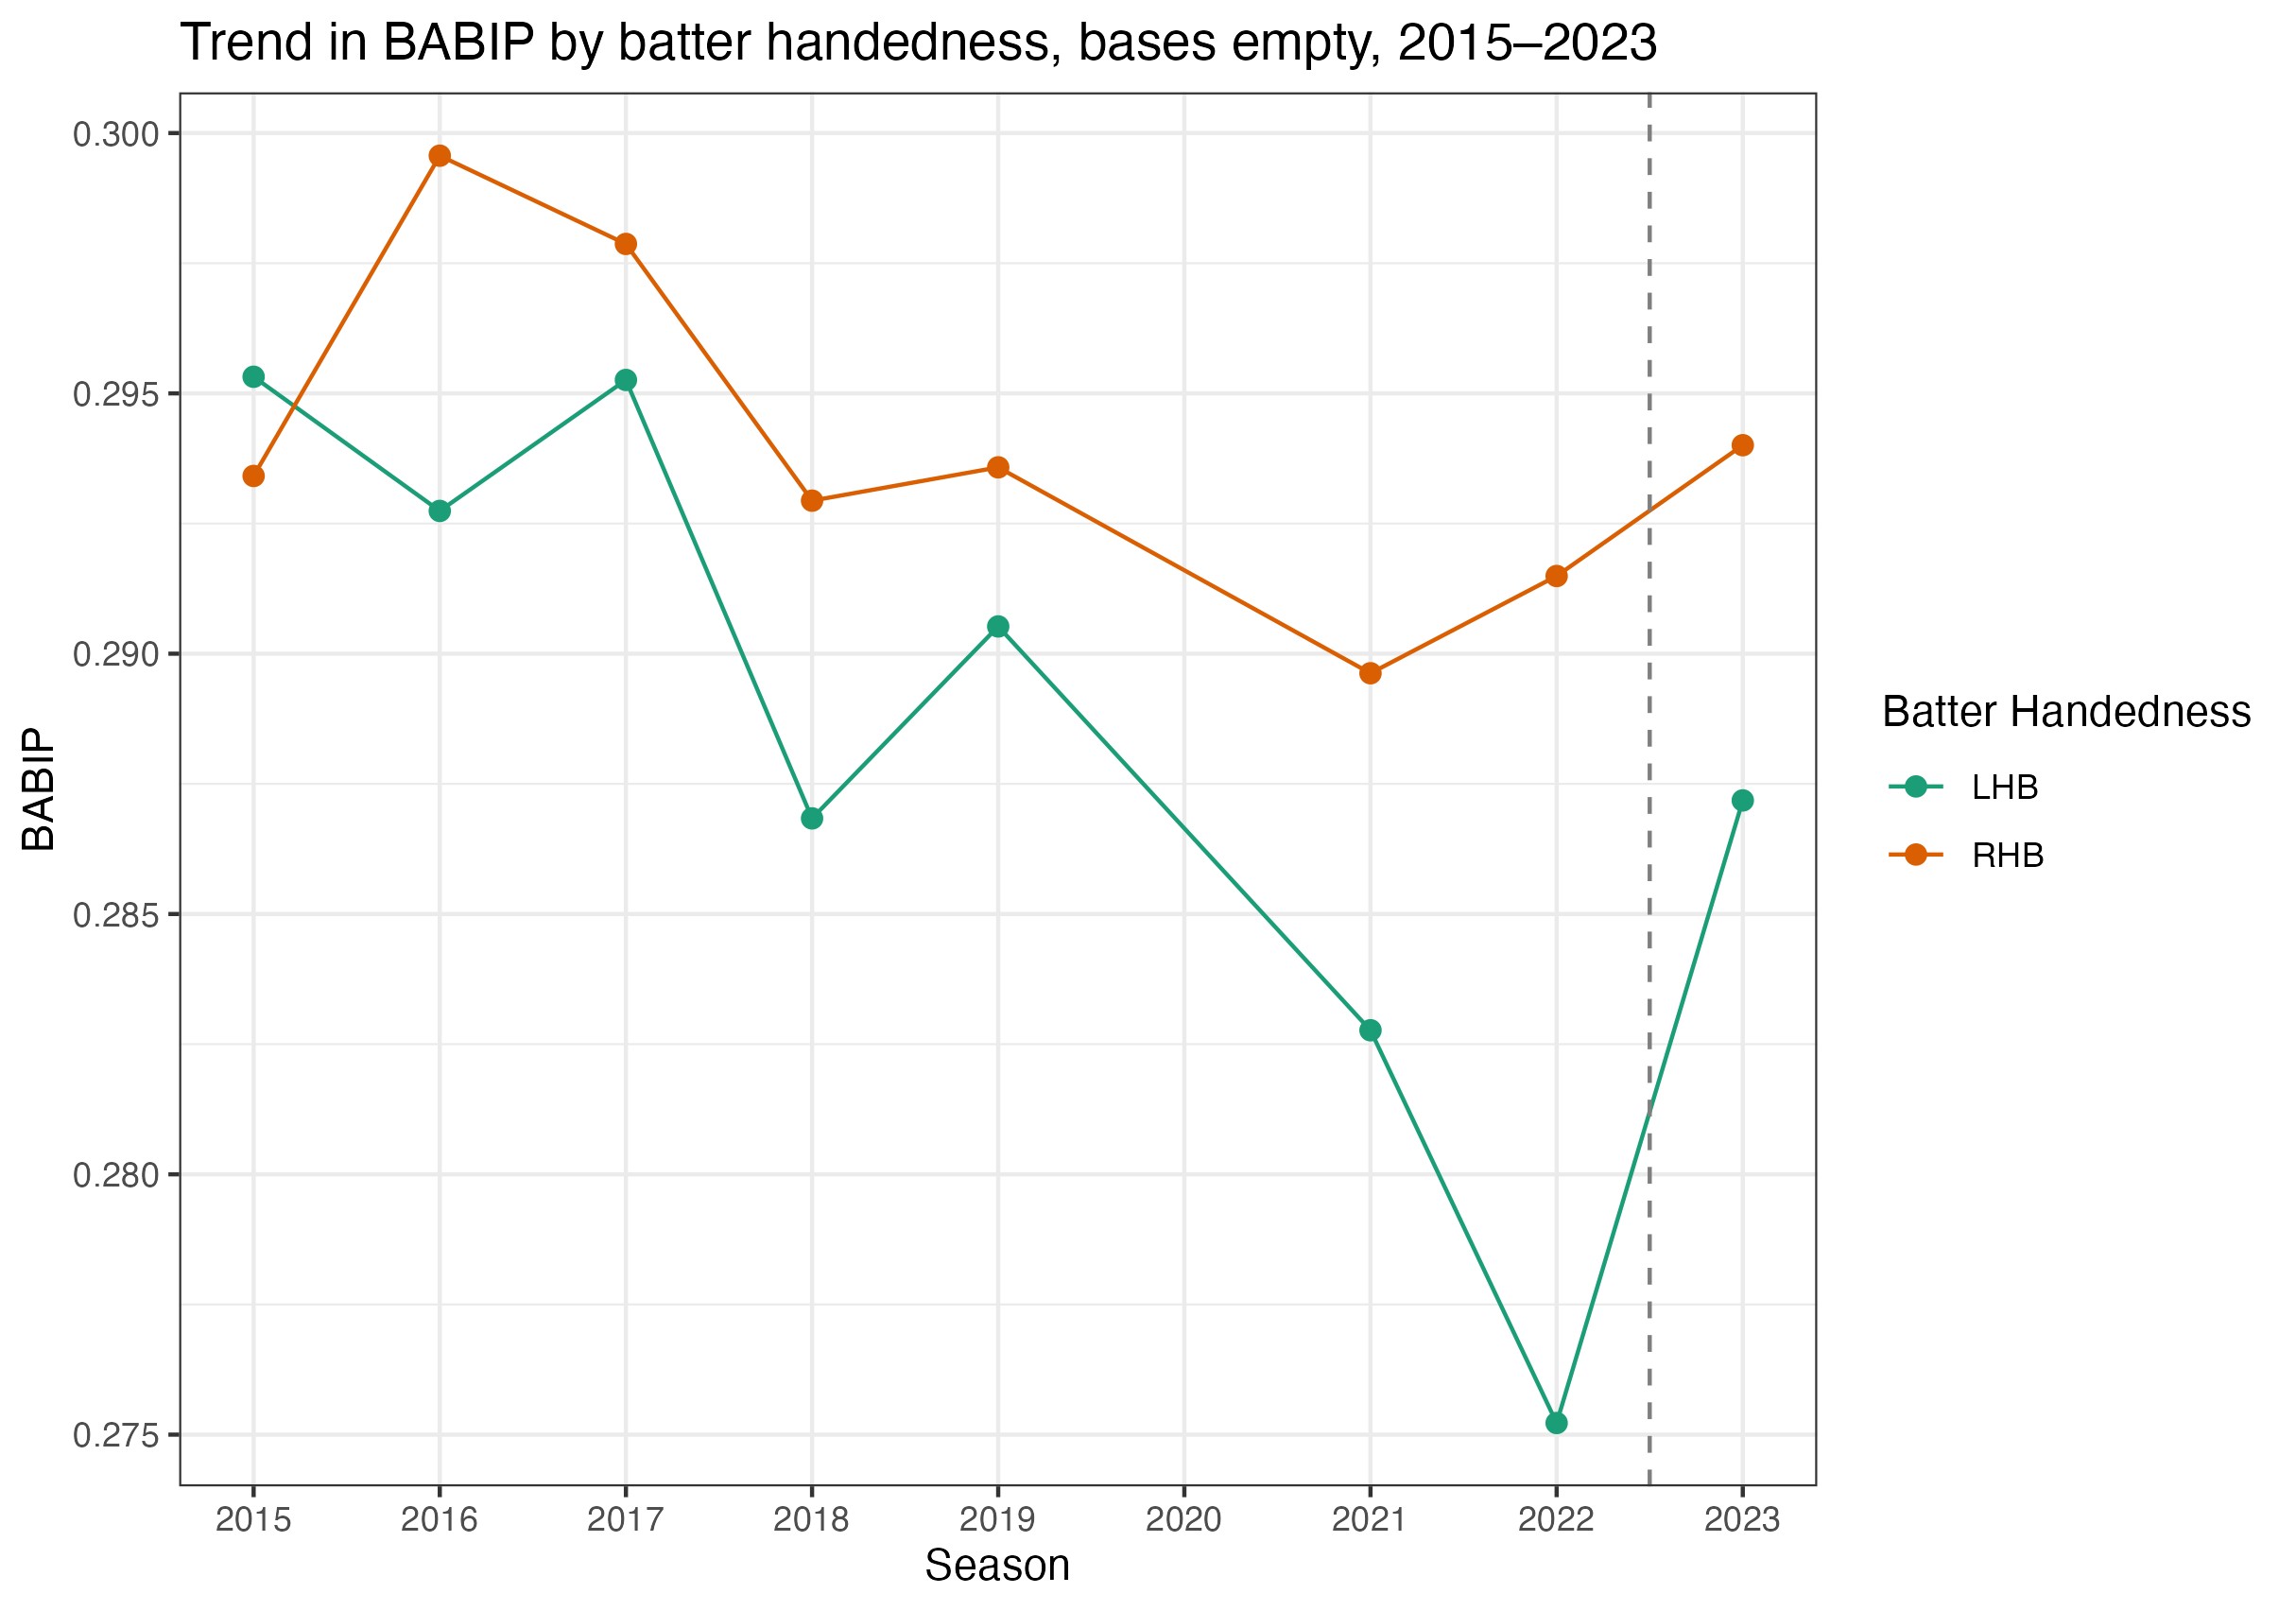 Trend in BABIP by batter handedness, bases empty, 2015–2023
BABIP
0.300
0.295
0.290
0.285
0.280
0.275
2015 2016 2017 2018 2019 2020 2021 2022 2023
Season
Batter Handedness
LHB
RHB